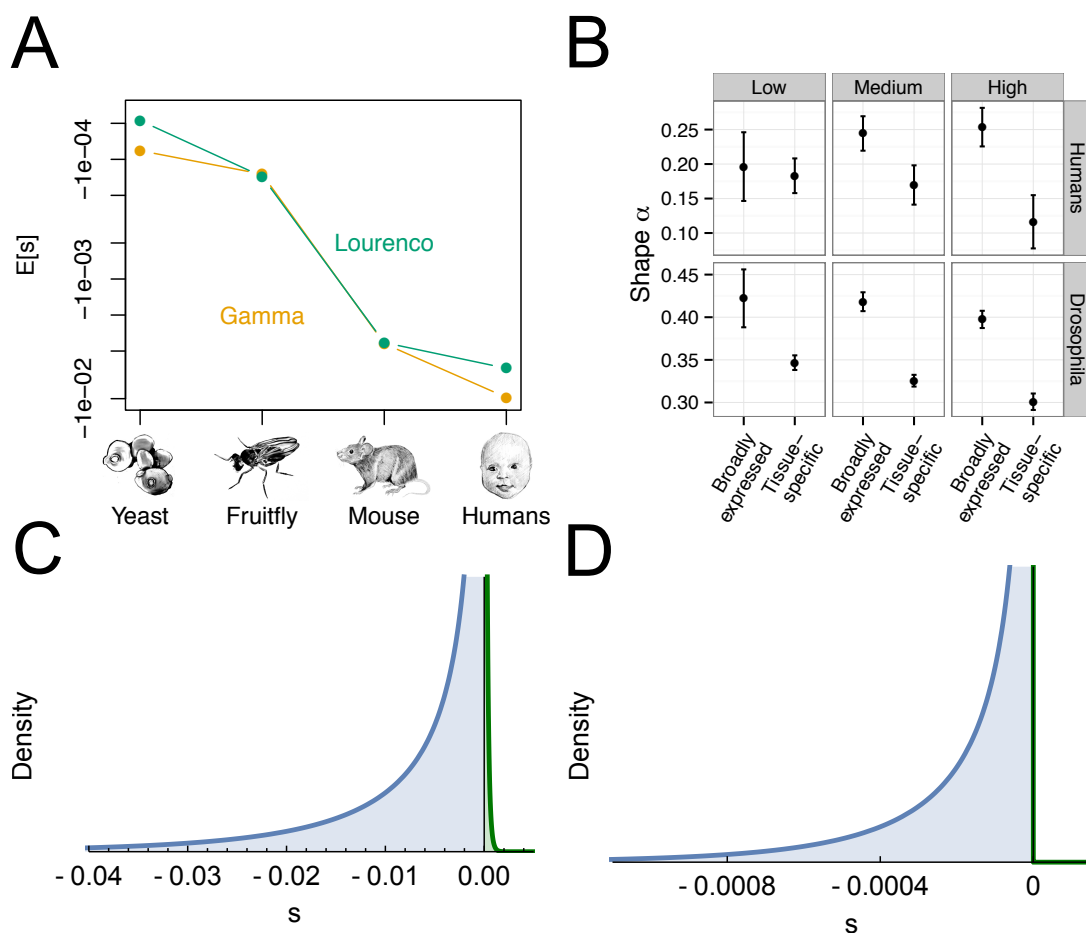 A
E[s]
-1e-04
-1e-03
-1e-02
Lourenco
Gamma
Yeast
Fruitfly
Mouse
Humans
B
Low
Medium
High
Humans
Drosophila
Shape α
0.25
0.20
0.15
0.10
0.45
0.40
0.35
0.30
Broadly
expressed
Tissue-
specific
Broadly
expressed
Tissue-
specific
Broadly
expressed
Tissue-
specific
C
Density
-0.04
-0.03
-0.02
-0.01
0.00
s
D
Density
-0.0008
-0.0004
0
s